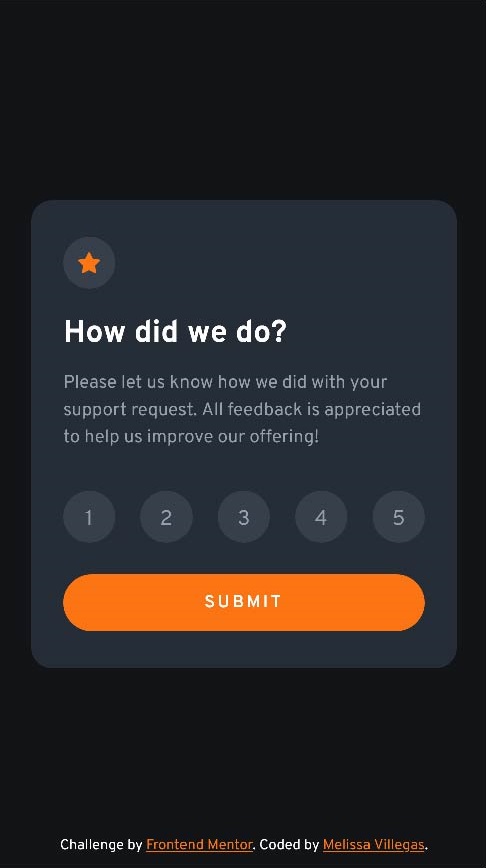 How did we do?
Please let us know how we did with your
support request. All feedback is appreciated
to help us improve our offering!
1 2 3 4 5
SUBMIT
Challenge by Frontend Mentor. Coded by Melissa Villegas.